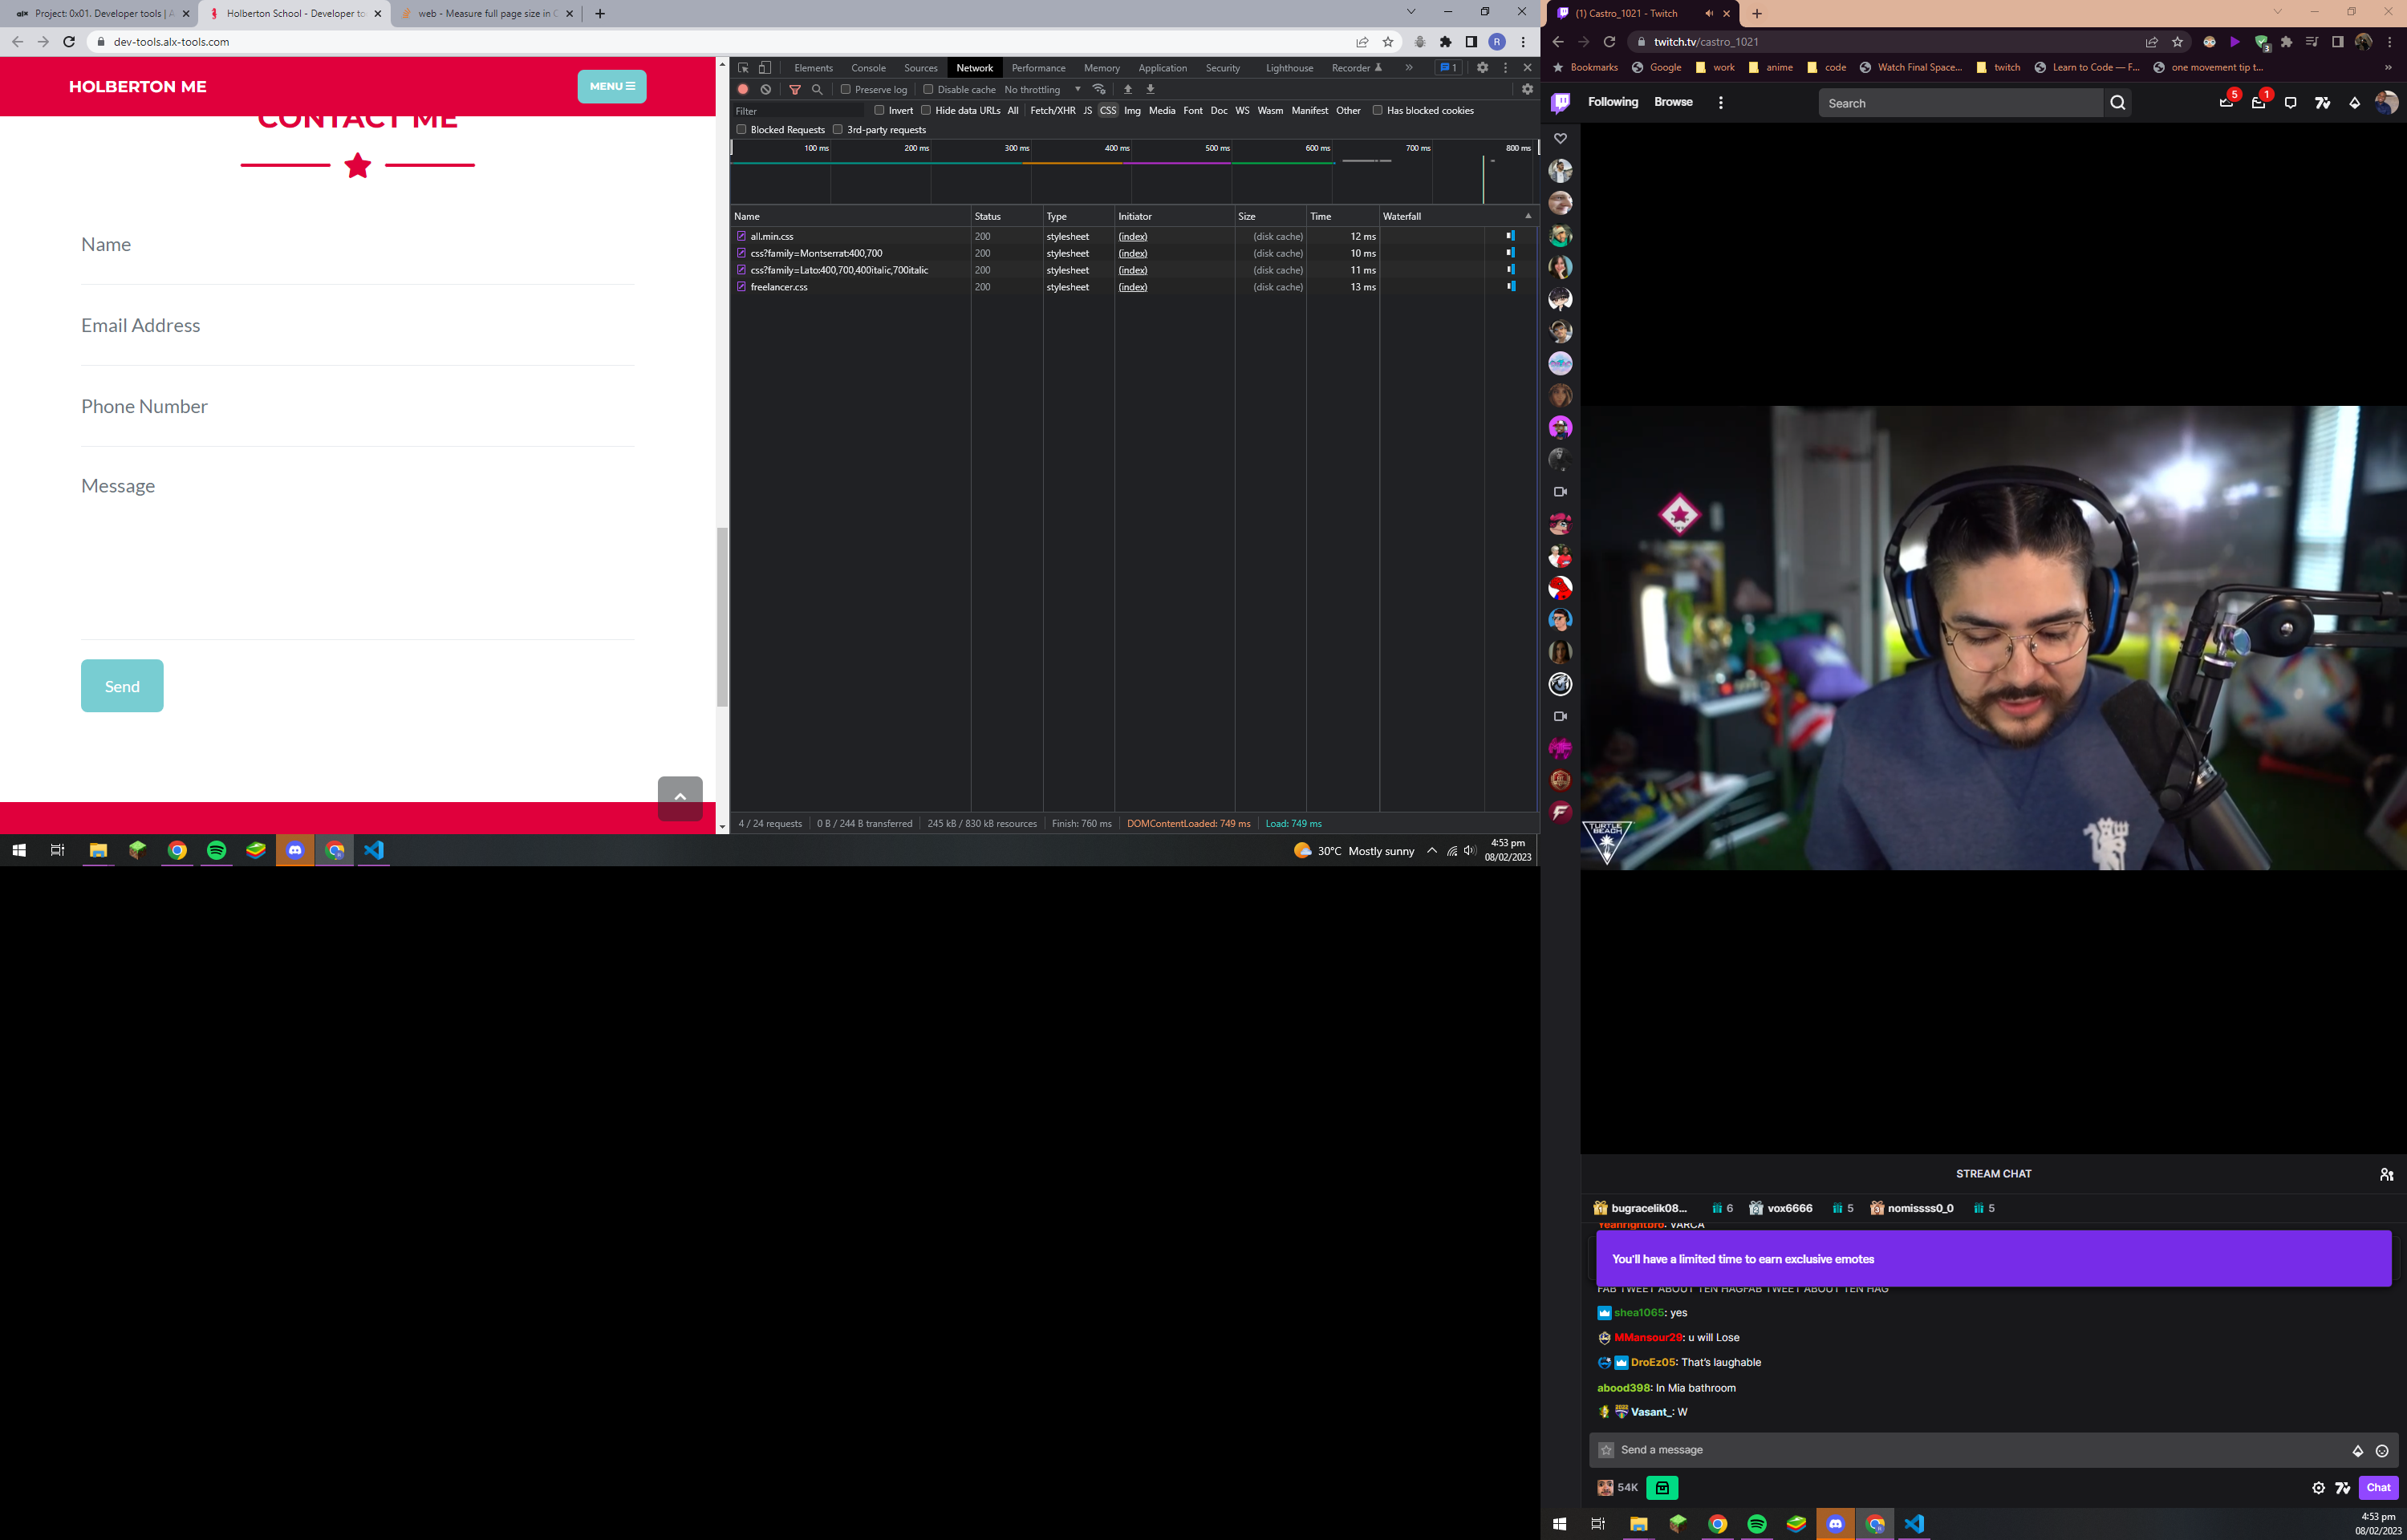 alx Project: 0x01. Developer tools | A
Holberton School - Developer to
web - Measure full page size in C
dev-tools.alx-tools.com
R
HOLBERTON ME
MENU
CONTACT ME
Name
Email Address
Phone Number
Message
Send
Elements Console Sources Network Performance Memory Application Security Lighthouse Recorder » 1
Preserve log Disable cache No throttling
Filter Invert Hide data URLs All Fetch/XHR JS CSS Img Media Font Doc WS Wasm Manifest Other Has blocked cookies
Blocked Requests 3rd-party requests
100 ms 200 ms 300 ms 400 ms 500 ms 600 ms 700 ms 800 ms
Name Status Type Initiator Size Time Waterfall
all.min.css 200 stylesheet (index) (disk cache) 12 ms
css?family=Montserrat:400,700 200 stylesheet (index) (disk cache) 10 ms
css?family=Lato:400,700,400italic,700italic 200 stylesheet (index) (disk cache) 11 ms
freelancer.css 200 stylesheet (index) (disk cache) 13 ms
4 / 24 requests 0 B / 244 B transferred 245 kB / 830 kB resources Finish: 760 ms DOMContentLoaded: 749 ms Load: 749 ms
30°C Mostly sunny
4:53 pm
08/02/2023
(1) Castro_1021 - Twitch
twitch.tv/castro_1021
3
Bookmarks Google work anime code Watch Final Space... twitch Learn to Code — F... one movement tip t... »
Following Browse
Search
5 1
TURTLE BEACH
STREAM CHAT
bugracelik08... 6 vox6666 5 nomissss0_0 5
Yeahrightbro: VARCA
You'll have a limited time to earn exclusive emotes
FAB TWEET ABOUT TEN HAGFAB TWEET ABOUT TEN HAG
shea1065: yes
MMansour29: u will Lose
DroEz05: That's laughable
abood398: In Mia bathroom
Vasant_: W
Send a message
54K
Chat
4:53 pm
08/02/2023